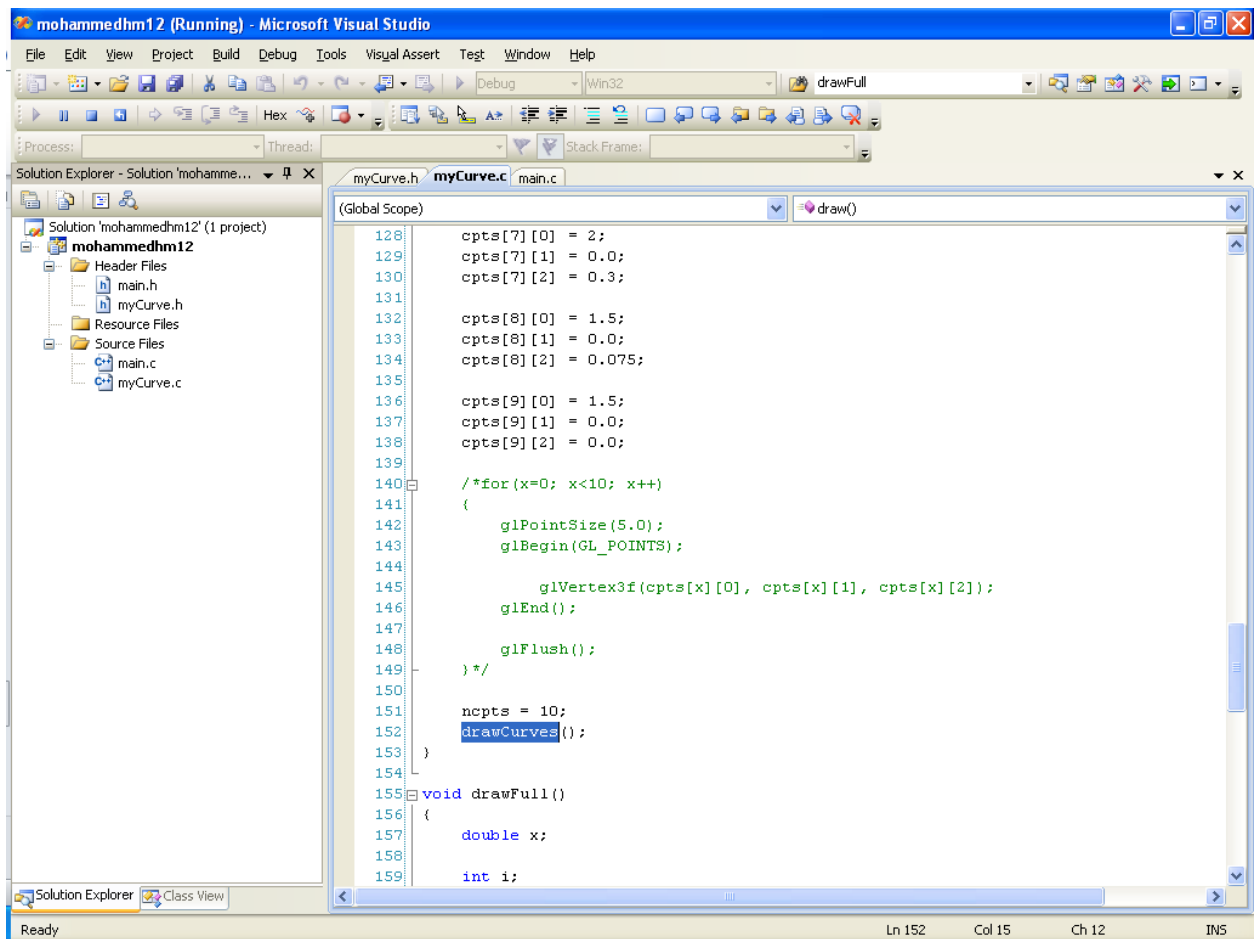 mohammedhm12 (Running) - Microsoft Visual Studio
File Edit View Project Build Debug Tools Visual Assert Test Window Help
Debug Win32 drawFull
Hex
Process: Thread: Stack Frame:
Solution Explorer - Solution 'mohamme...
myCurve.h myCurve.c main.c
(Global Scope) draw()
Solution 'mohammedhm12' (1 project)
mohammedhm12
Header Files
main.h
myCurve.h
Resource Files
Source Files
main.c
myCurve.c
128 cpts[7][0] = 2;
129 cpts[7][1] = 0.0;
130 cpts[7][2] = 0.3;
131
132 cpts[8][0] = 1.5;
133 cpts[8][1] = 0.0;
134 cpts[8][2] = 0.075;
135
136 cpts[9][0] = 1.5;
137 cpts[9][1] = 0.0;
138 cpts[9][2] = 0.0;
139
140 /*for(x=0; x<10; x++)
141 {
142 glPointSize(5.0);
143 glBegin(GL_POINTS);
144
145 glVertex3f(cpts[x][0], cpts[x][1], cpts[x][2]);
146 glEnd();
147
148 glFlush();
149 }*/
150
151 ncpts = 10;
152 drawCurves();
153 }
154
155 void drawFull()
156 {
157 double x;
158
159 int i;
Solution Explorer Class View
Ready Ln 152 Col 15 Ch 12 INS